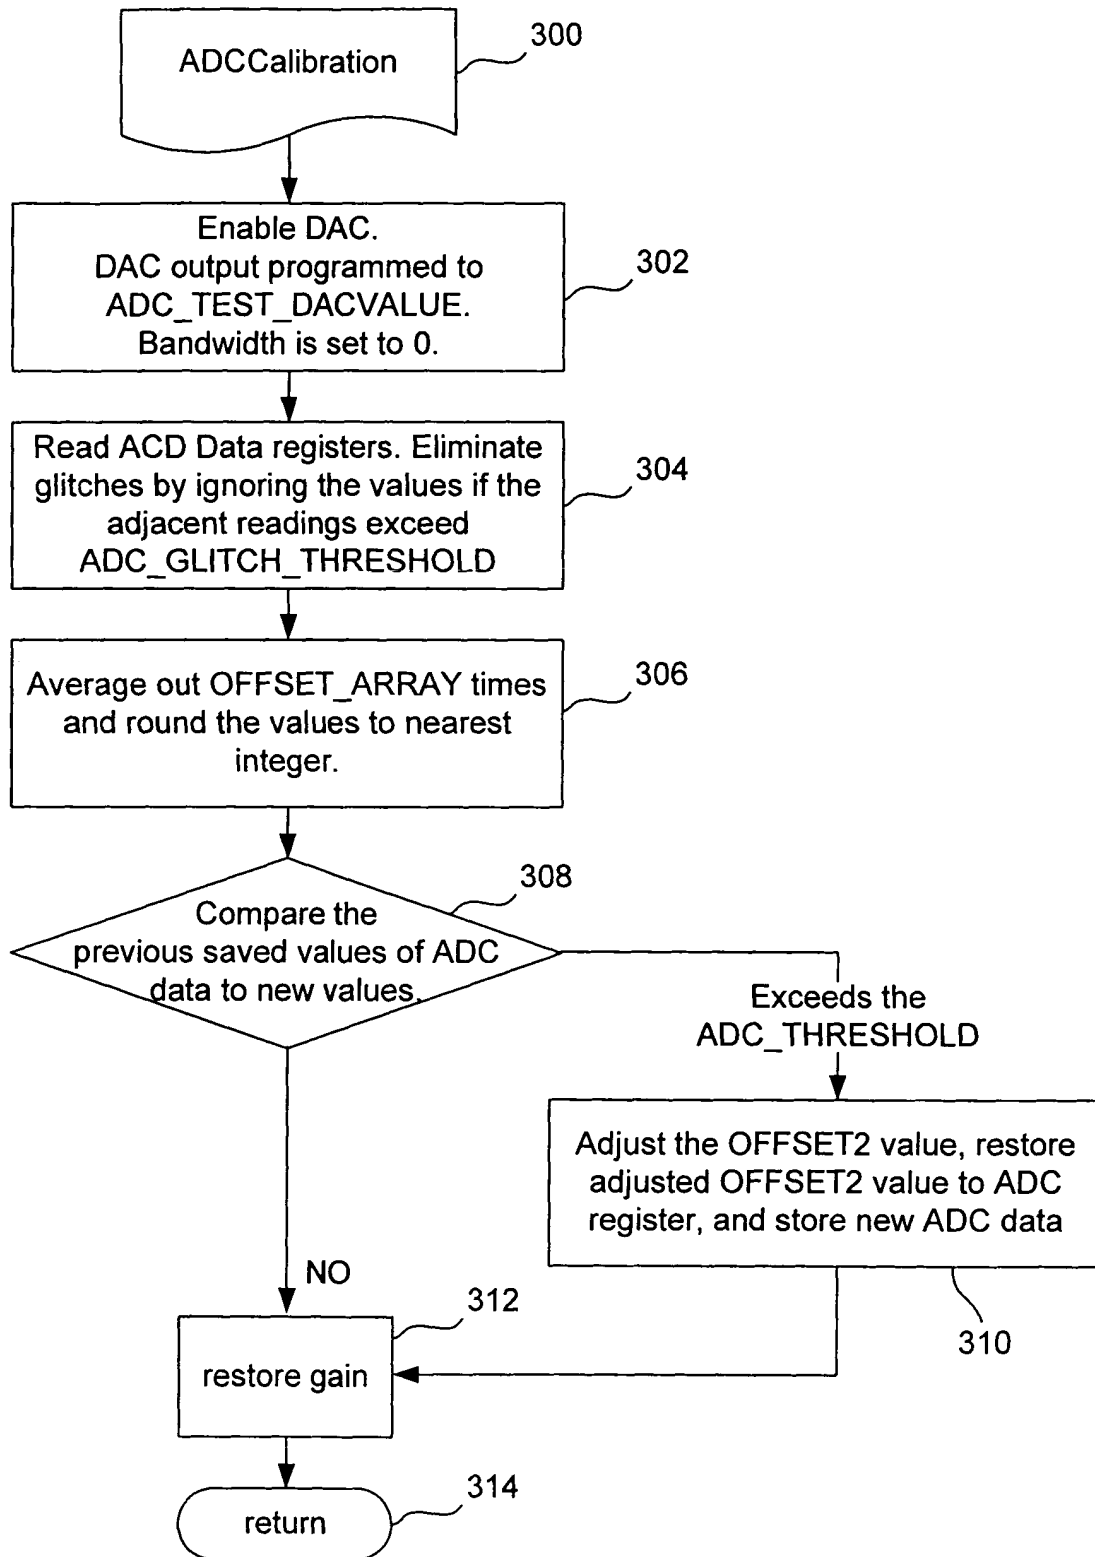 ADCCalibration
300
Enable DAC.
DAC output programmed to
ADC_TEST_DACVALUE.
Bandwidth is set to 0.
302
Read ACD Data registers. Eliminate
glitches by ignoring the values if the
adjacent readings exceed
ADC_GLITCH_THRESHOLD
304
Average out OFFSET_ARRAY times
and round the values to nearest
integer.
306
308
Compare the
previous saved values of ADC
data to new values.
Exceeds the
ADC_THRESHOLD
Adjust the OFFSET2 value, restore
adjusted OFFSET2 value to ADC
register, and store new ADC data
310
NO
312
restore gain
314
return